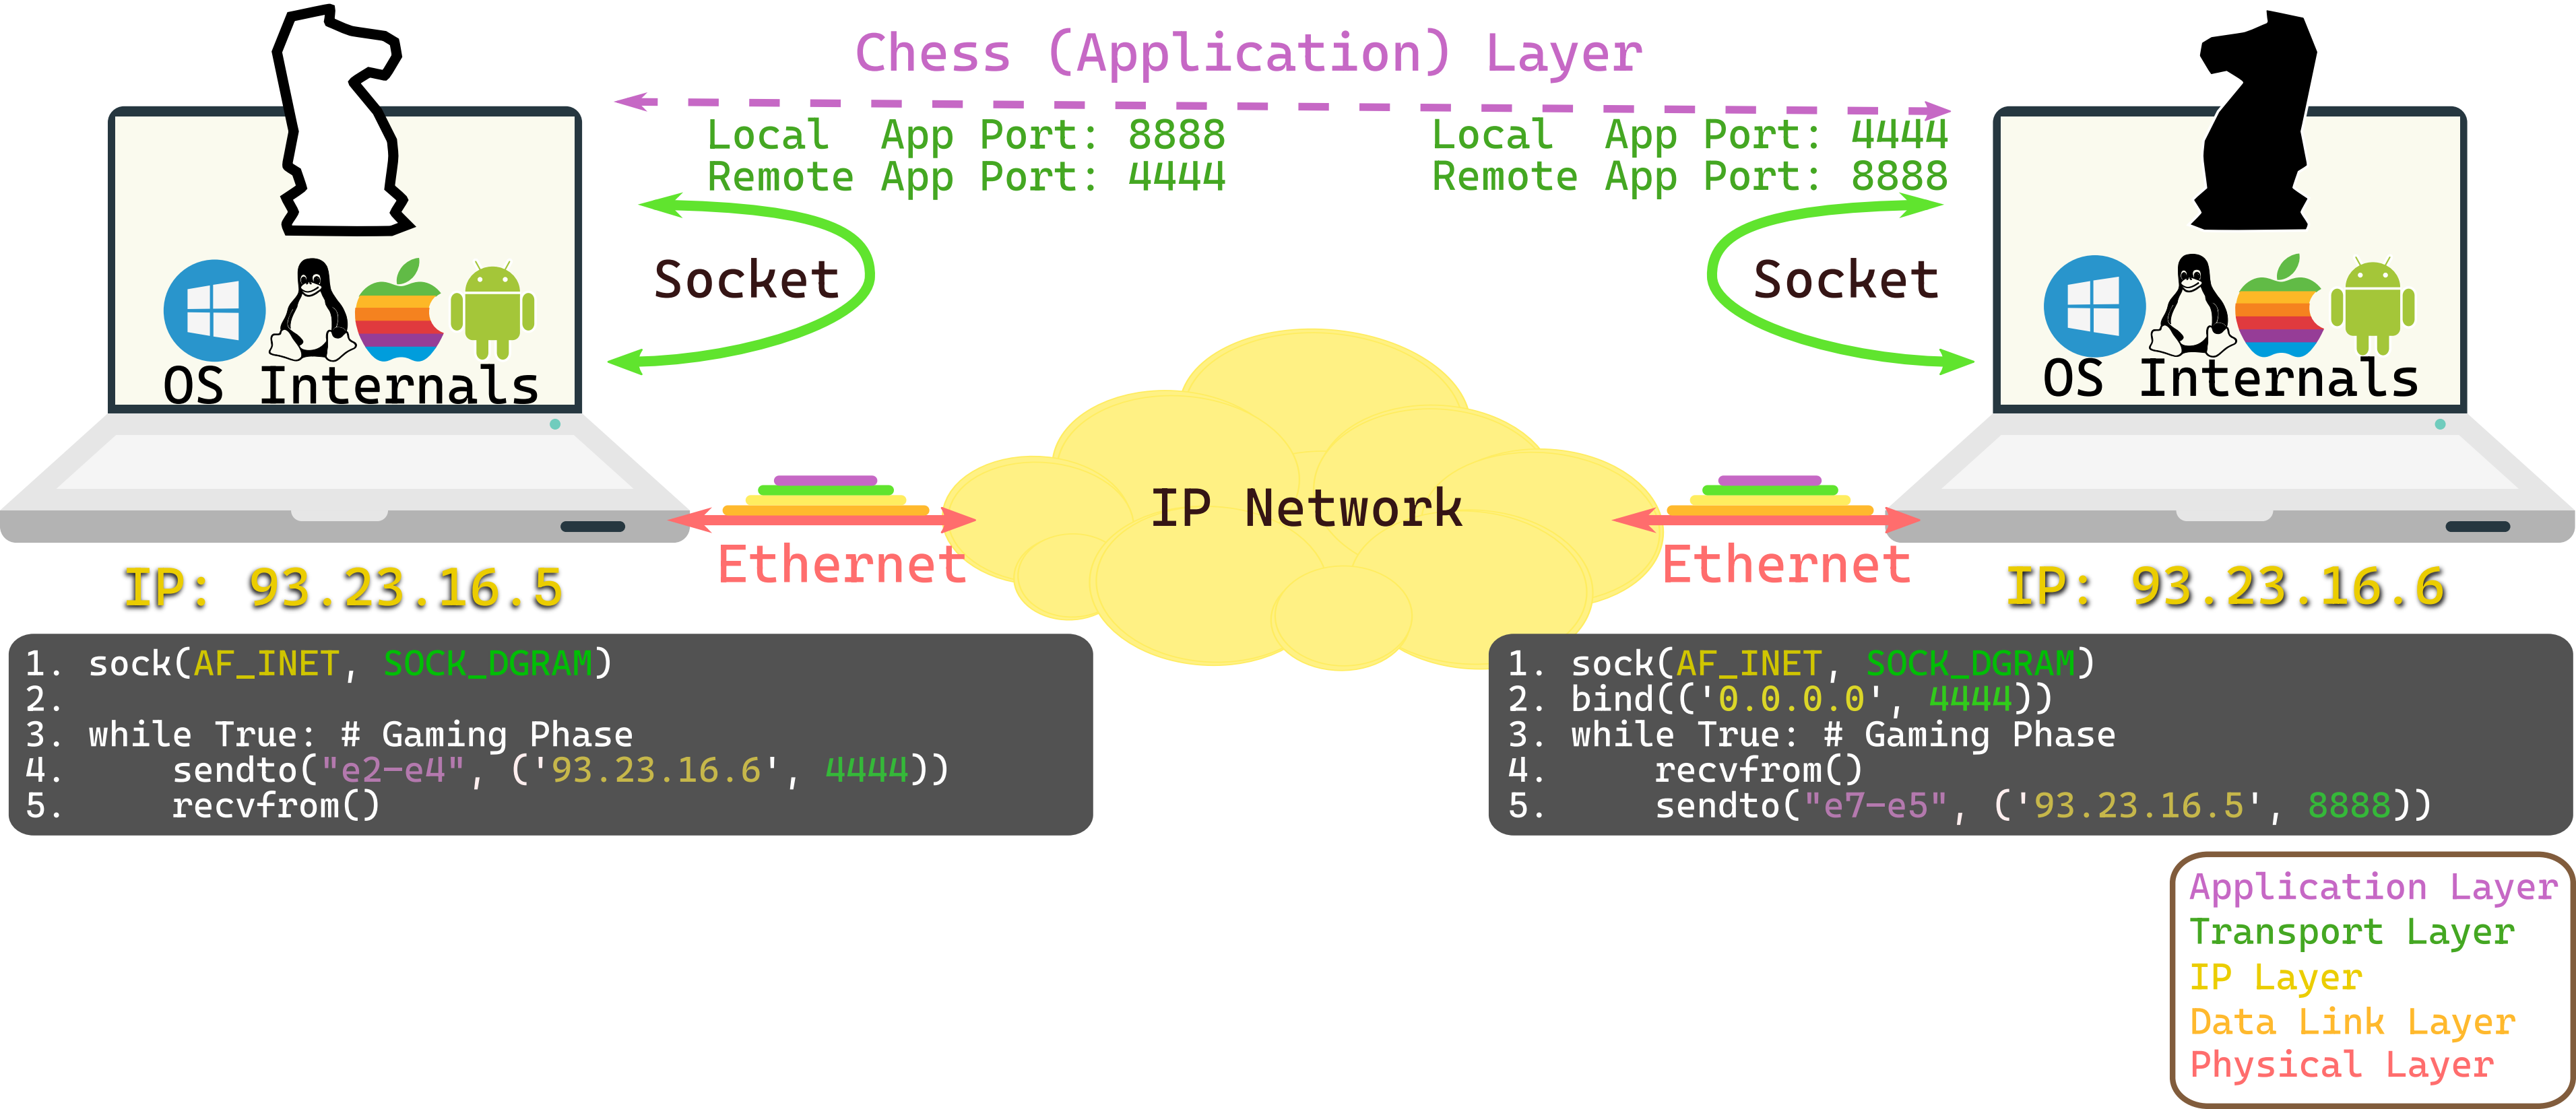 Chess (Application) Layer
Local  App Port: 8888
Remote App Port: 4444
Local  App Port: 4444
Remote App Port: 8888
Socket
Socket
OS Internals
OS Internals
IP Network
Ethernet
Ethernet
IP: 93.23.16.5
IP: 93.23.16.6
1. sock(AF_INET, SOCK_DGRAM)
2.
3. while True: # Gaming Phase
4.     sendto("e2-e4", ('93.23.16.6', 4444))
5.     recvfrom()
1. sock(AF_INET, SOCK_DGRAM)
2. bind(('0.0.0.0', 4444))
3. while True: # Gaming Phase
4.     recvfrom()
5.     sendto("e7-e5", ('93.23.16.5', 8888))
Application Layer
Transport Layer
IP Layer
Data Link Layer
Physical Layer